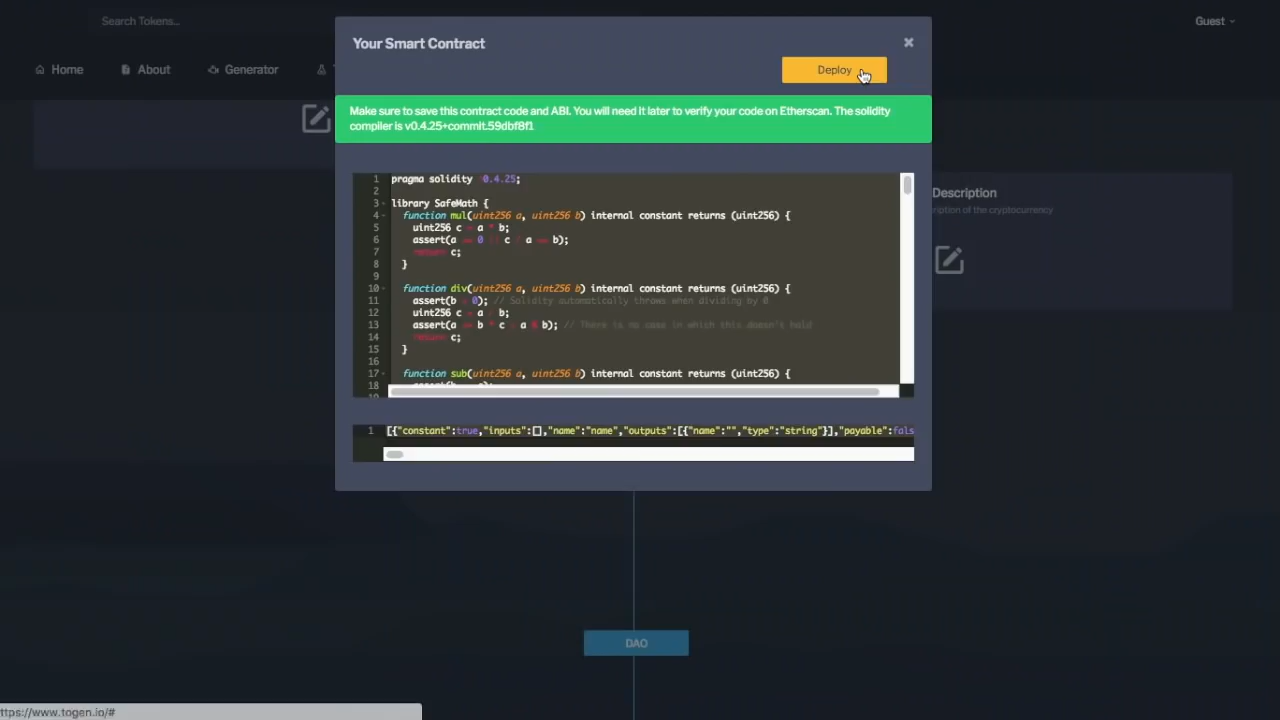 Search Tokens...
Guest
Home
About
Generator
Your Smart Contract
Deploy
Make sure to save this contract code and ABI. You will need it later to verify your code on Etherscan. The solidity
compiler is v0.4.25+commit.59dbf8f1
Description
cription of the cryptocurrency
1 pragma solidity ^0.4.25;
2
3 library SafeMath {
4 function mul(uint256 a, uint256 b) internal constant returns (uint256) {
5 uint256 c = a * b;
6 assert(a == 0 || c / a == b);
7 return c;
8 }
9
10 function div(uint256 a, uint256 b) internal constant returns (uint256) {
11 assert(b > 0); // Solidity automatically throws when dividing by 0
12 uint256 c = a / b;
13 assert(a == b * c + a % b); // There is no case in which this doesn't hold
14 return c;
15 }
16
17 function sub(uint256 a, uint256 b) internal constant returns (uint256) {
18
1 [{"constant":true,"inputs":[],"name":"name","outputs":[{"name":"","type":"string"}],"payable":fals
DAO
ttps://www.togen.io/#